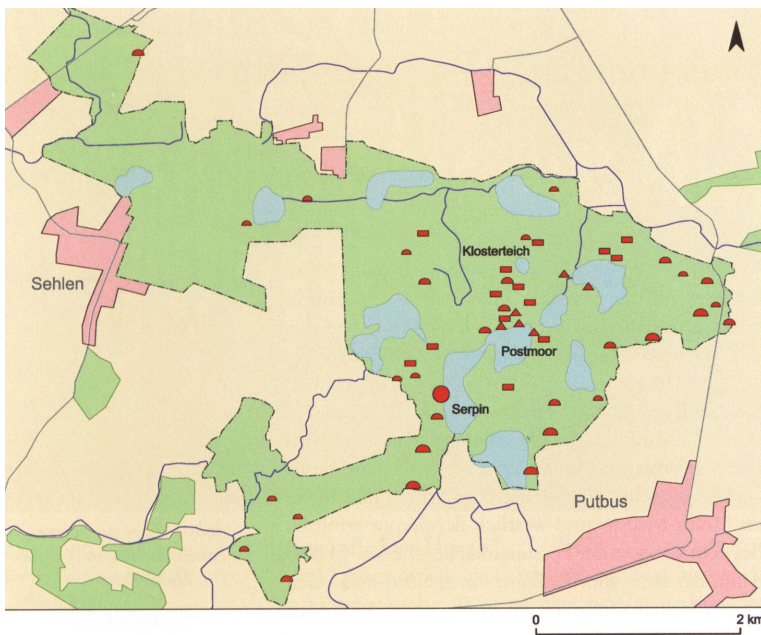 Klosterteich
Sehlen
Postmoor
Serpin
Putbus
0 2 km